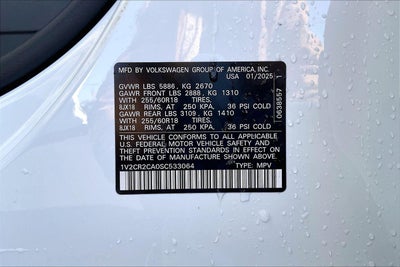 MFD BY VOLKSWAGEN GROUP OF AMERICA, INC.
USA 01/2025
GVWR LBS 5886, KG 2670
GAWR FRONT LBS 2888, KG 1310
WITH 255/60R18 TIRES,
8JX18 RIMS, AT 250 KPA, 36 PSI COLD
GAWR REAR LBS 3109, KG 1410
WITH 255/60R18 TIRES,
8JX18 RIMS, AT 250 KPA, 36 PSI COLD
THIS VEHICLE CONFORMS TO ALL APPLICABLE
U.S. FEDERAL MOTOR VEHICLE SAFETY AND
THEFT PREVENTION STANDARDS IN EFFECT ON
THE DATE OF MANUFACTURE SHOWN ABOVE.
1V2CR2CA0SC533064 TYPE: MPV
0638557 1